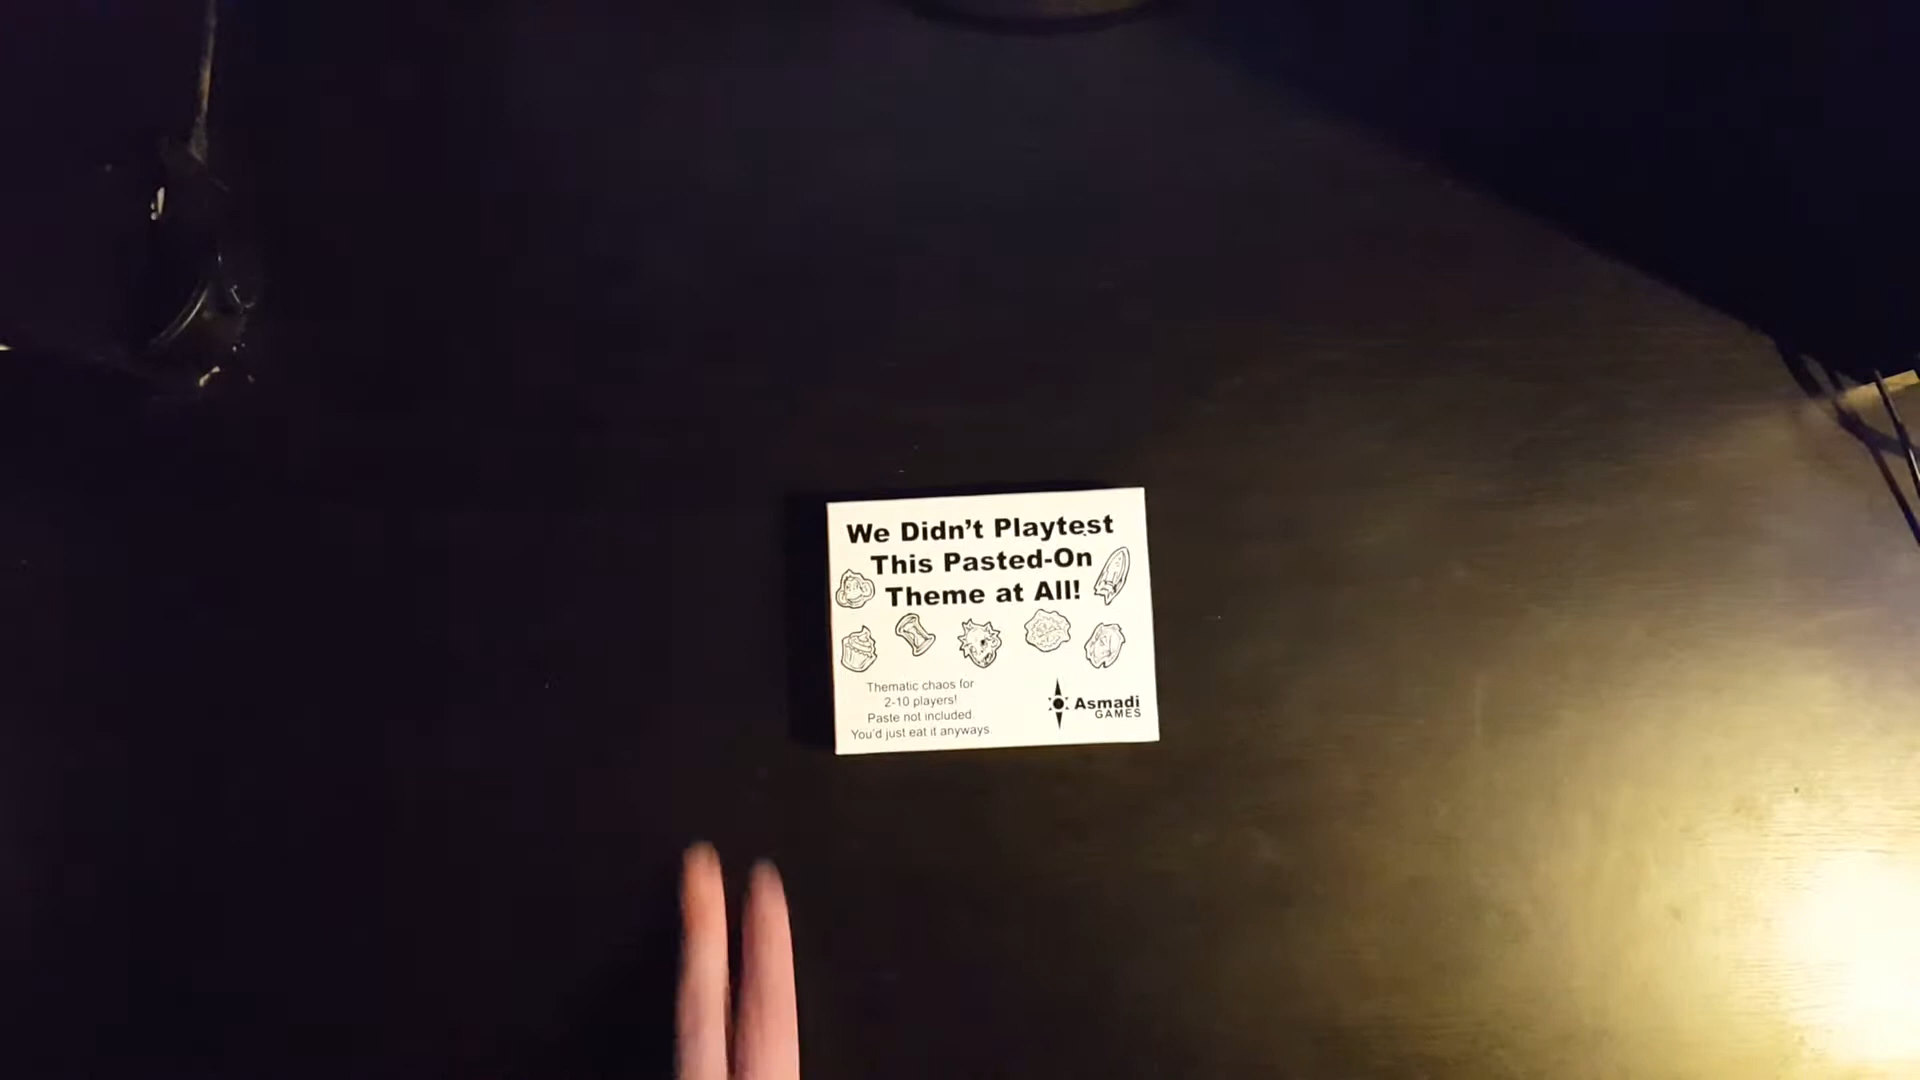 We Didn't Playtest
This Pasted-On
Theme at All!
Thematic chaos for
2-10 players!
Paste not included
You'd just eat it anyways
Asmadi
GAMES